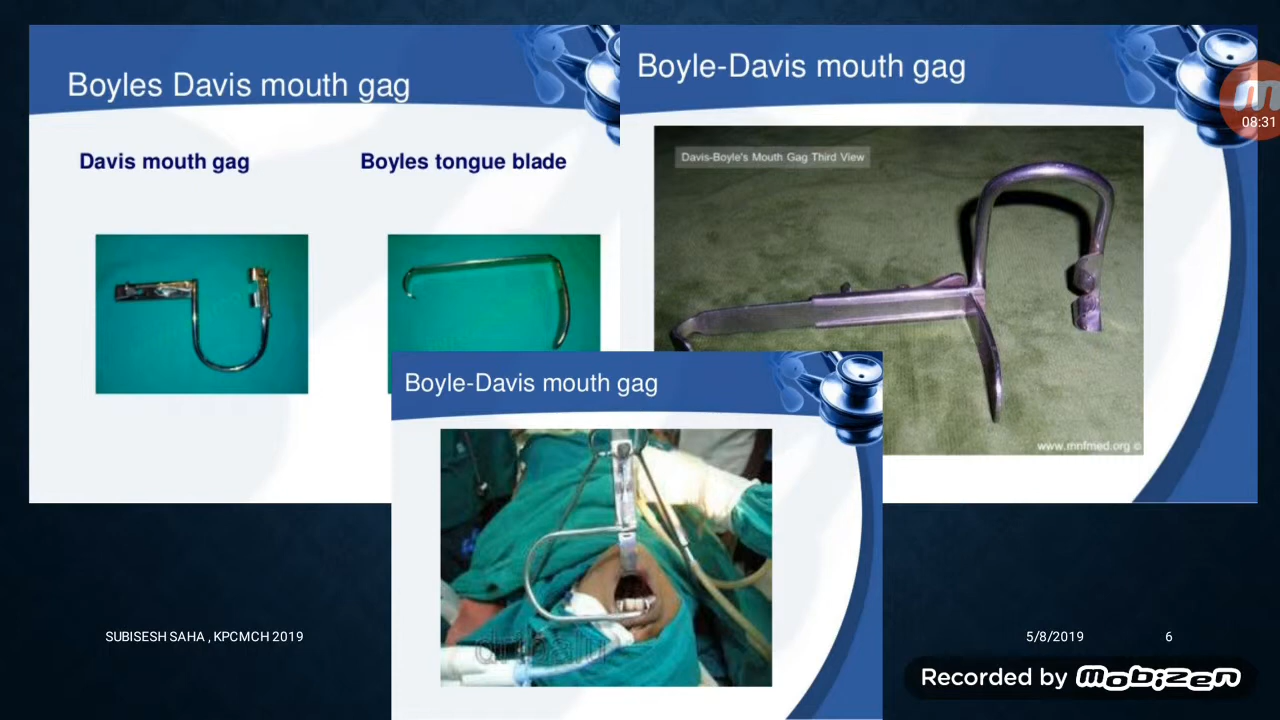 Boyles Davis mouth gag
Davis mouth gag
Boyles tongue blade
Boyle-Davis mouth gag
Davis-Boyle's Mouth Gag Third View
www.mnfmed.org ©
Boyle-Davis mouth gag
SUBISESH SAHA , KPCMCH 2019
5/8/2019
6
08:31
Recorded by mobizen